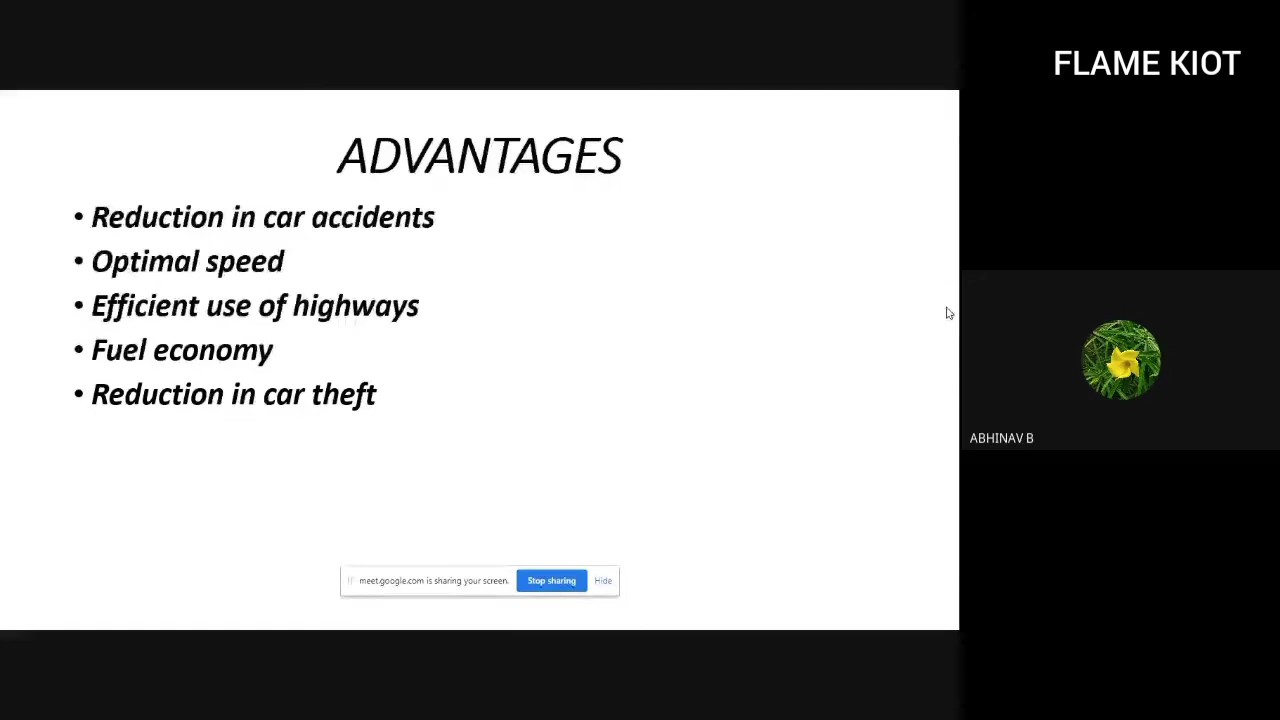 FLAME KIOT
ADVANTAGES
• Reduction in car accidents
• Optimal speed
• Efficient use of highways
• Fuel economy
• Reduction in car theft
ABHINAV B
meet.google.com is sharing your screen. Stop sharing Hide